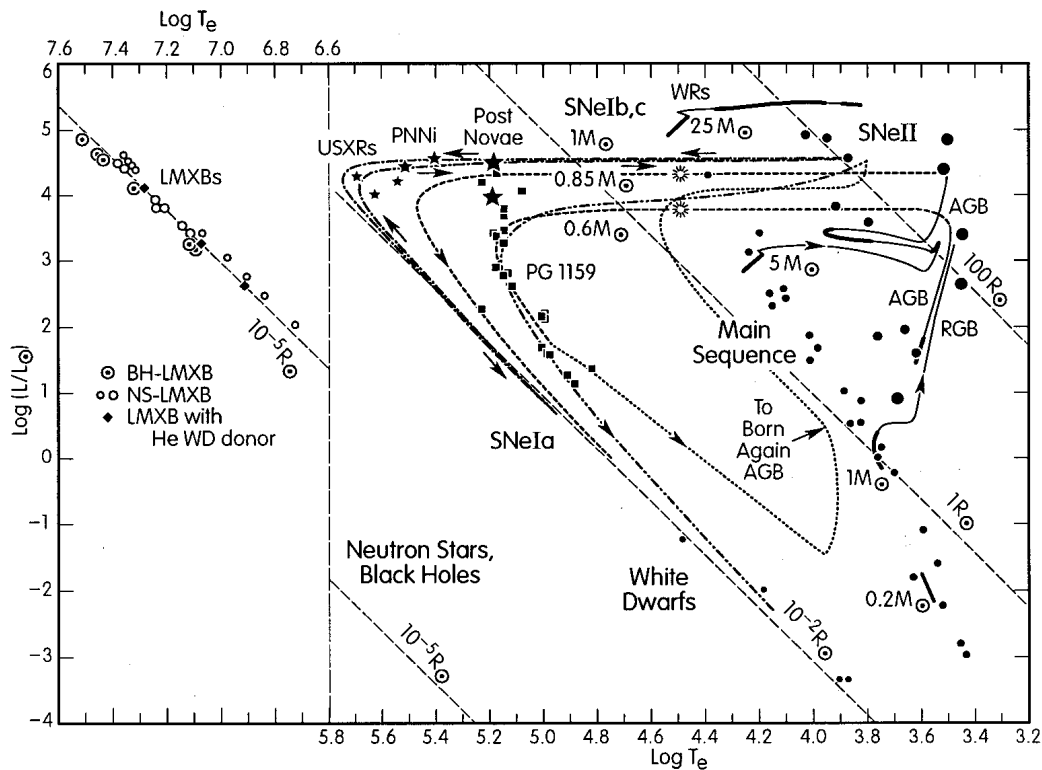 Log Tₑ
7.6 7.4 7.2 7.0 6.8 6.6
6
5
4
3
2
1
0
−1
−2
−3
−4
Log (L/L⊙)
LMXBs
10⁻⁵R⊙
⊙ BH-LMXB
○○ NS-LMXB
◆ LMXB with
He WD donor
USXRs
PNNi
Post
Novae
SNeIb,c
1M⊙
WRs
25M⊙
SNeII
0.85M⊙
0.6M⊙
AGB
5M⊙
100R⊙
PG 1159
AGB
RGB
Main
Sequence
SNeIa
To
Born
Again
AGB
1M⊙
1R⊙
Neutron Stars,
Black Holes
White
Dwarfs
0.2M⊙
10⁻²R⊙
10⁻⁵R⊙
5.8 5.6 5.4 5.2 5.0 4.8 4.6 4.4 4.2 4.0 3.8 3.6 3.4 3.2
Log Tₑ